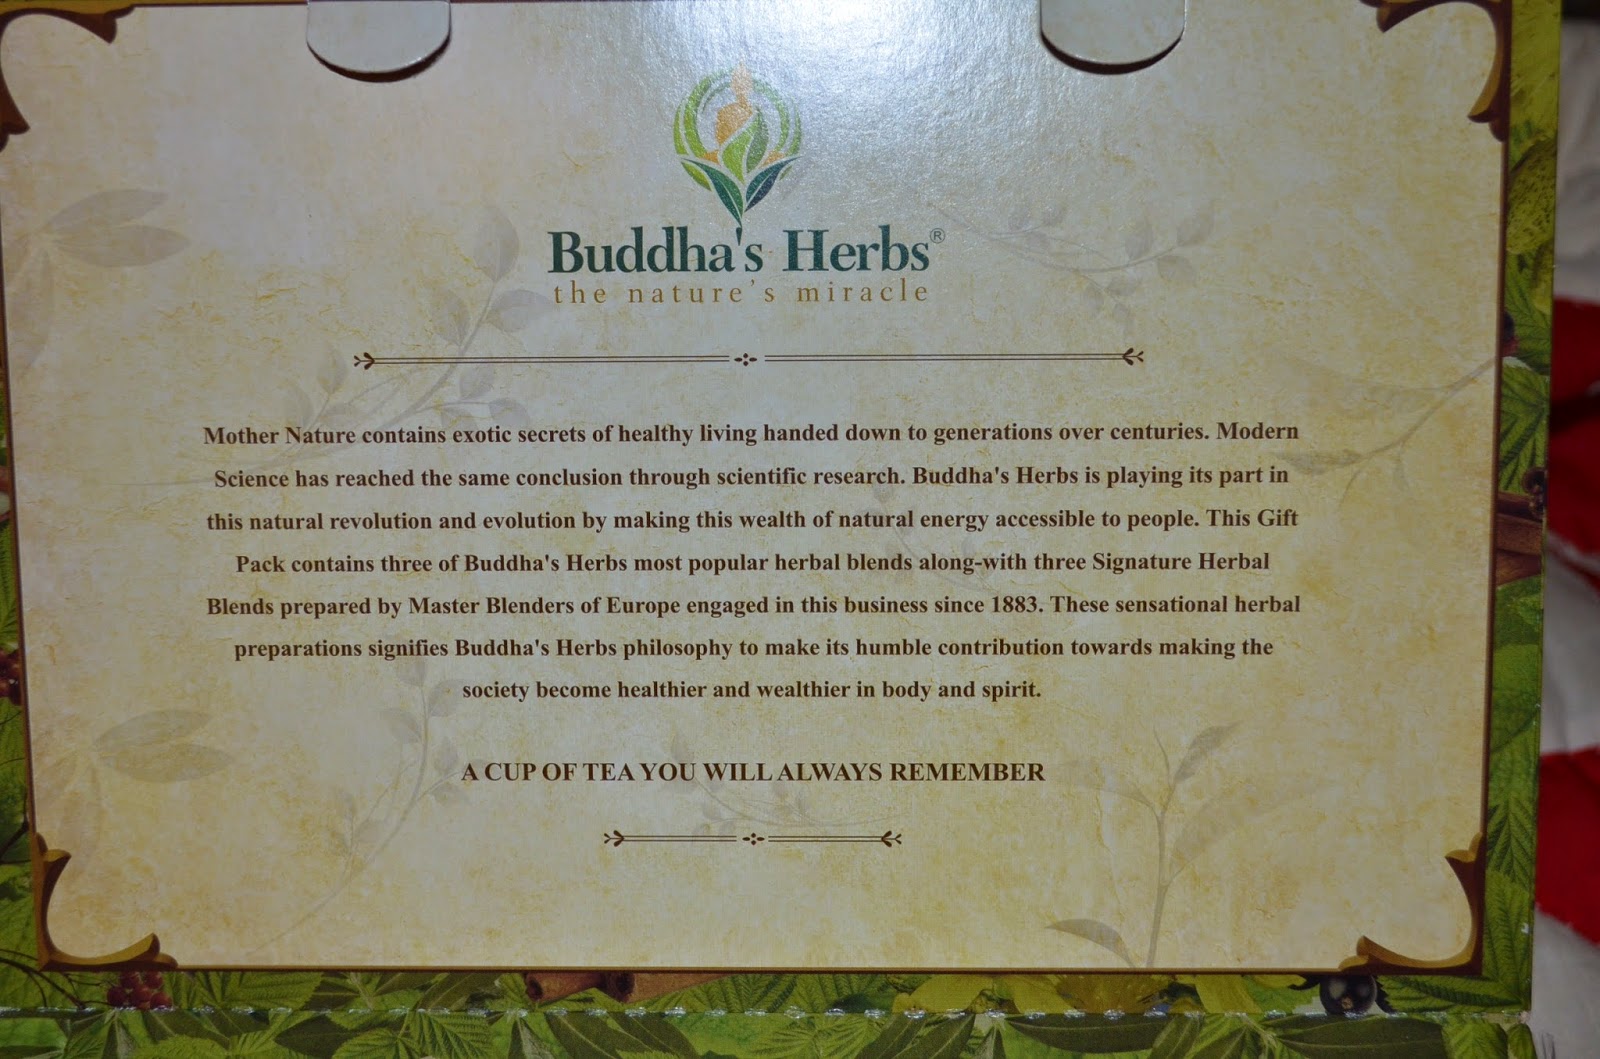 Buddha's Herbs®
the nature's miracle
Mother Nature contains exotic secrets of healthy living handed down to generations over centuries. Modern
Science has reached the same conclusion through scientific research. Buddha's Herbs is playing its part in
this natural revolution and evolution by making this wealth of natural energy accessible to people. This Gift
Pack contains three of Buddha's Herbs most popular herbal blends along-with three Signature Herbal
Blends prepared by Master Blenders of Europe engaged in this business since 1883. These sensational herbal
preparations signifies Buddha's Herbs philosophy to make its humble contribution towards making the
society become healthier and wealthier in body and spirit.
A CUP OF TEA YOU WILL ALWAYS REMEMBER